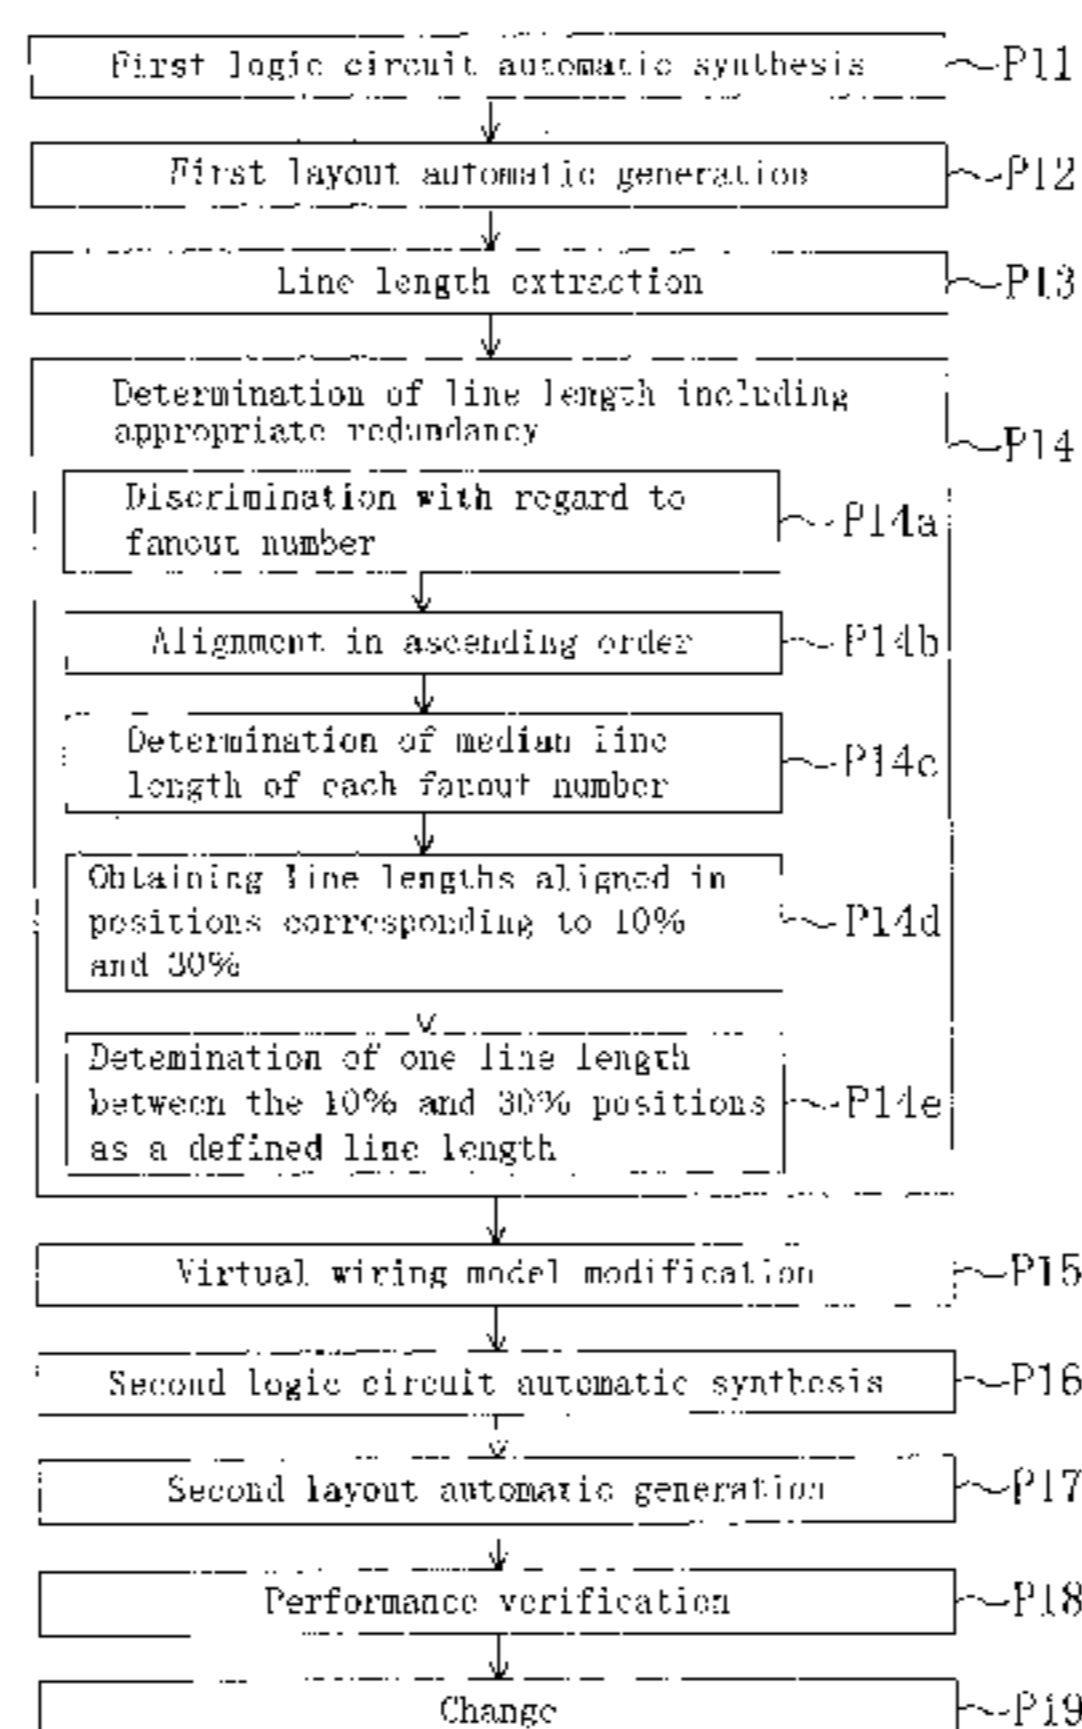 First logic circuit automatic synthesis P11
First layout automatic generation P12
Line length extraction P13
Determination of line length including
appropriate redundancy
P14
Discrimination with regard to
fanout number
P14a
Alignment in ascending order P14b
Determination of median line
length of each fanout number
P14c
Obtaining line lengths aligned in
positions corresponding to 10%
and 30%
P14d
Detemination of one line length
between the 10% and 30% positions
as a defined line length
P14e
Virtual wiring model modification P15
Second logic circuit automatic synthesis P16
Second layout automatic generation P17
Performance verification P18
Change P19